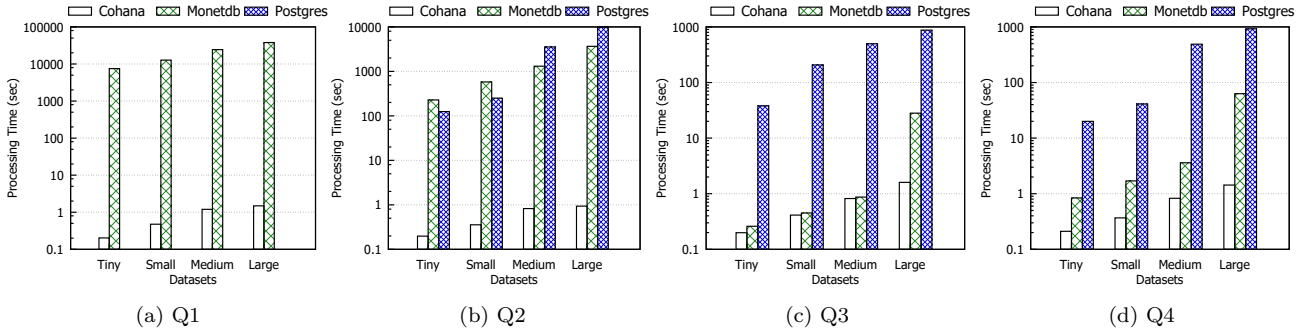 Cohana Monetdb Postgres
Processing Time (sec)
100000
10000
1000
100
10
1
0.1
Tiny Small Medium Large
Datasets
(a) Q1
Cohana Monetdb Postgres
Processing Time (sec)
10000
1000
100
10
1
0.1
Tiny Small Medium Large
Datasets
(b) Q2
Cohana Monetdb Postgres
Processing Time (sec)
1000
100
10
1
0.1
Tiny Small Medium Large
Datasets
(c) Q3
Cohana Monetdb Postgres
Processing Time (sec)
1000
100
10
1
0.1
Tiny Small Medium Large
Datasets
(d) Q4